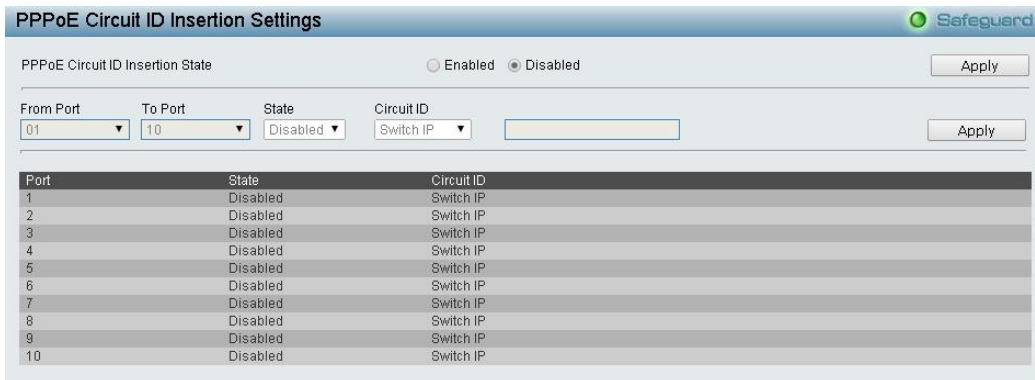 PPPoE Circuit ID Insertion Settings Safeguard
PPPoE Circuit ID Insertion State Enabled Disabled Apply
From Port To Port State Circuit ID
01 10 Disabled Switch IP Apply
Port State Circuit ID
1 Disabled Switch IP
2 Disabled Switch IP
3 Disabled Switch IP
4 Disabled Switch IP
5 Disabled Switch IP
6 Disabled Switch IP
7 Disabled Switch IP
8 Disabled Switch IP
9 Disabled Switch IP
10 Disabled Switch IP